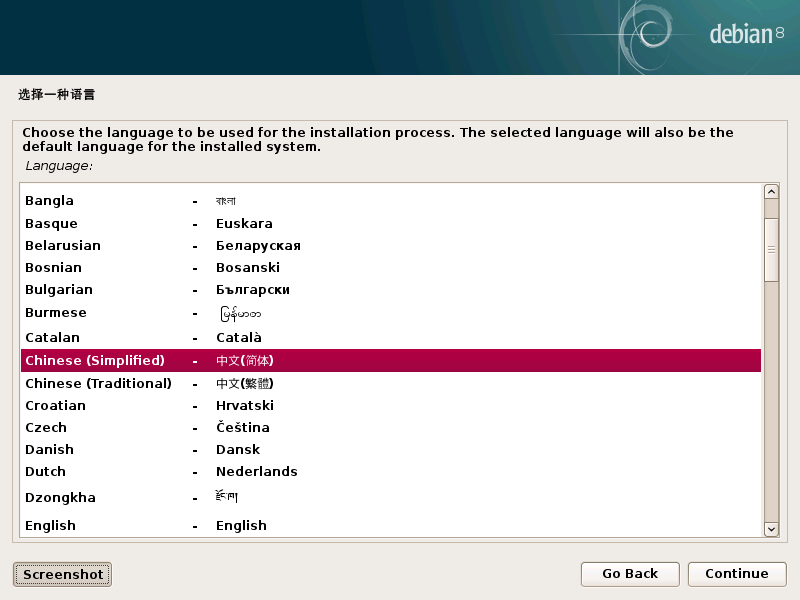 debian 8
选择一种语言
Choose the language to be used for the installation process. The selected language will also be the
default language for the installed system.
Language:
Bangla - বাংলা
Basque - Euskara
Belarusian - Беларуская
Bosnian - Bosanski
Bulgarian - Български
Burmese - မြန်မာစာ
Catalan - Català
Chinese (Simplified) - 中文(简体)
Chinese (Traditional) - 中文(繁體)
Croatian - Hrvatski
Czech - Čeština
Danish - Dansk
Dutch - Nederlands
Dzongkha - རྫོང་ཁ།
English - English
Screenshot
Go Back
Continue